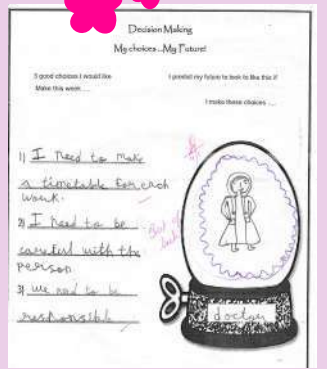 Decision Making
My choices...My Future!
3 good choices I would like
Make this week ....
I predict my future to look to like this if
I make these choices ....
1) I need to make
a timetable for each
work.
2) I need to be
careful with the
person
3) we need to be
responsible
doctor